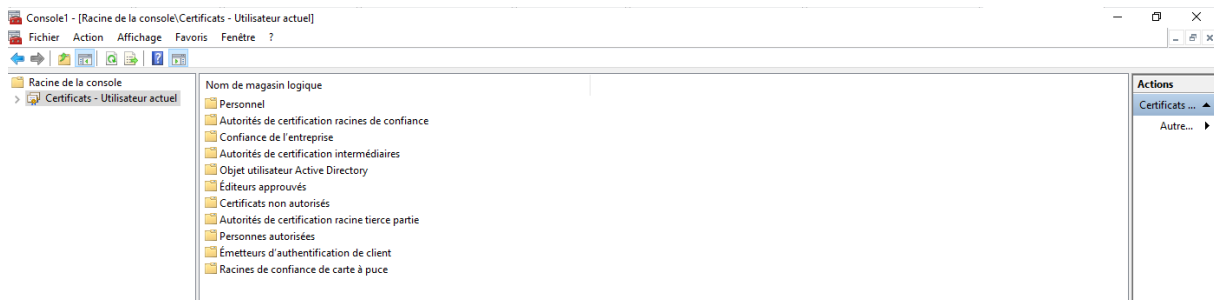 Console1 - [Racine de la console\Certificats - Utilisateur actuel]
Fichier Action Affichage Favoris Fenêtre ?
Racine de la console
Certificats - Utilisateur actuel
Nom de magasin logique
Personnel
Autorités de certification racines de confiance
Confiance de l'entreprise
Autorités de certification intermédiaires
Objet utilisateur Active Directory
Éditeurs approuvés
Certificats non autorisés
Autorités de certification racine tierce partie
Personnes autorisées
Émetteurs d'authentification de client
Racines de confiance de carte à puce
Actions
Certificats ...
Autre...